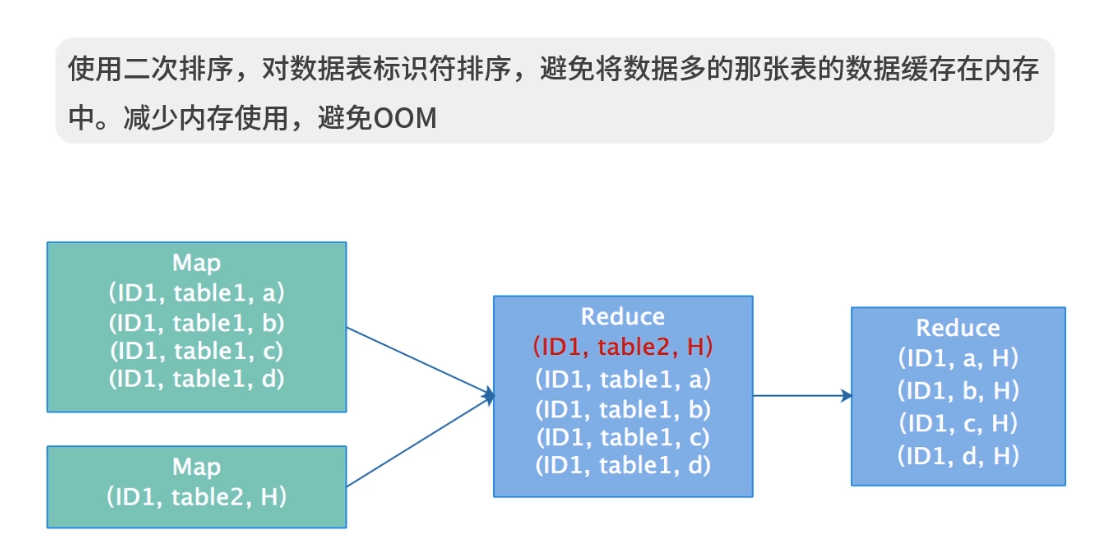 使用二次排序，对数据表标识符排序，避免将数据多的那张表的数据缓存在内存
中。减少内存使用，避免OOM
Map
(ID1, table1, a)
(ID1, table1, b)
(ID1, table1, c)
(ID1, table1, d)
Map
(ID1, table2, H)
Reduce
(ID1, table2, H)
(ID1, table1, a)
(ID1, table1, b)
(ID1, table1, c)
(ID1, table1, d)
Reduce
(ID1, a, H)
(ID1, b, H)
(ID1, c, H)
(ID1, d, H)